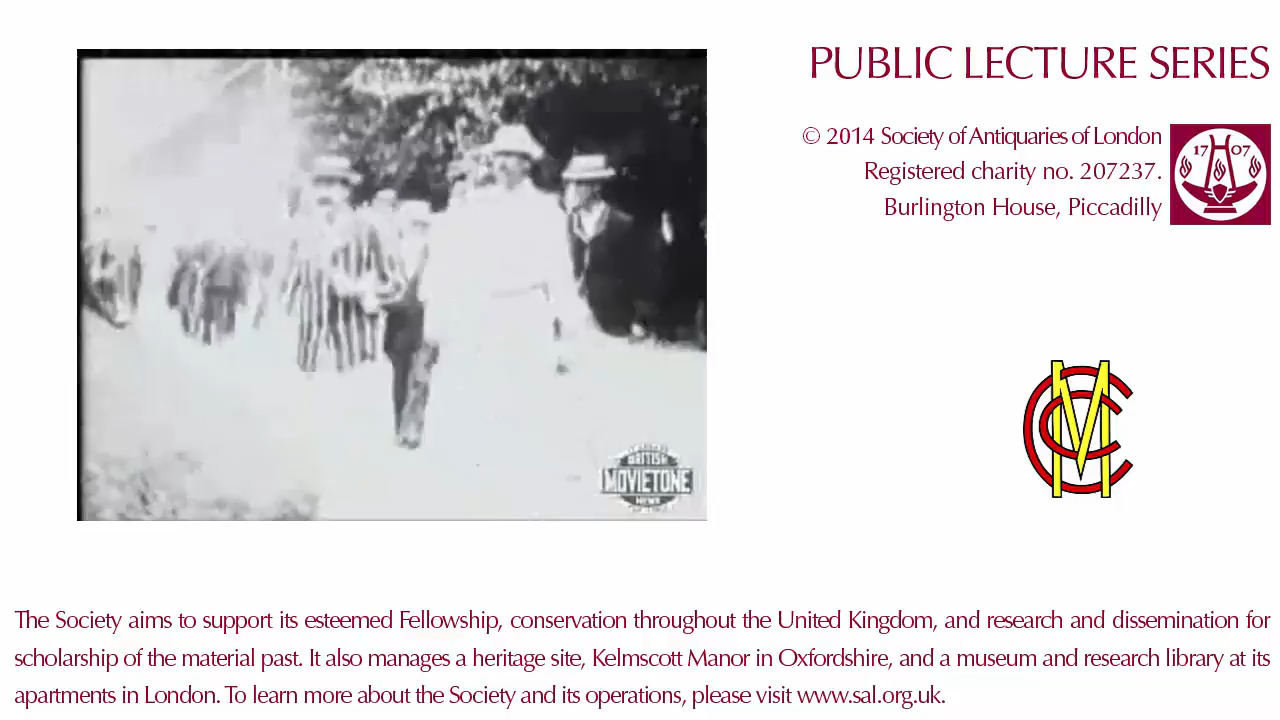 PUBLIC LECTURE SERIES
© 2014 Society of Antiquaries of London
Registered charity no. 207237.
Burlington House, Piccadilly
17 07
BRITISH
MOVIETONE
NEWS
MCC
The Society aims to support its esteemed Fellowship, conservation throughout the United Kingdom, and research and dissemination for
scholarship of the material past. It also manages a heritage site, Kelmscott Manor in Oxfordshire, and a museum and research library at its
apartments in London. To learn more about the Society and its operations, please visit www.sal.org.uk.